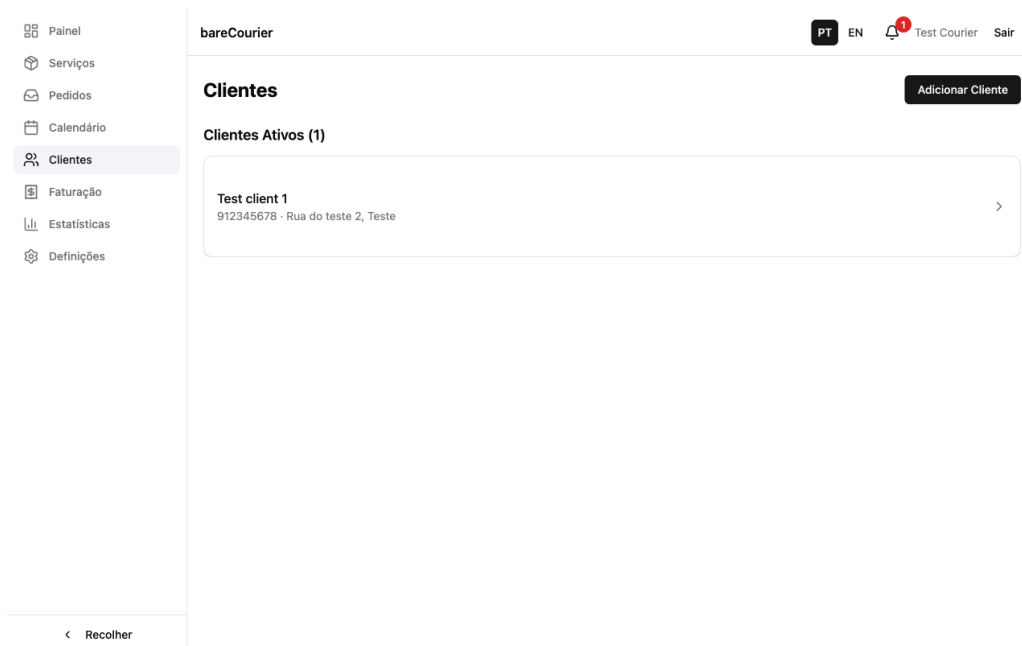 Painel
Serviços
Pedidos
Calendário
Clientes
Faturação
Estatísticas
Definições
Recolher
bareCourier
PT EN 1 Test Courier Sair
Clientes
Adicionar Cliente
Clientes Ativos (1)
Test client 1
912345678 · Rua do teste 2, Teste